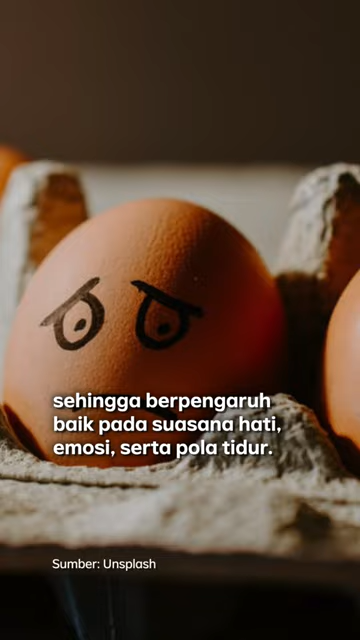 sehingga berpengaruh
baik pada suasana hati,
emosi, serta pola tidur.
Sumber: Unsplash